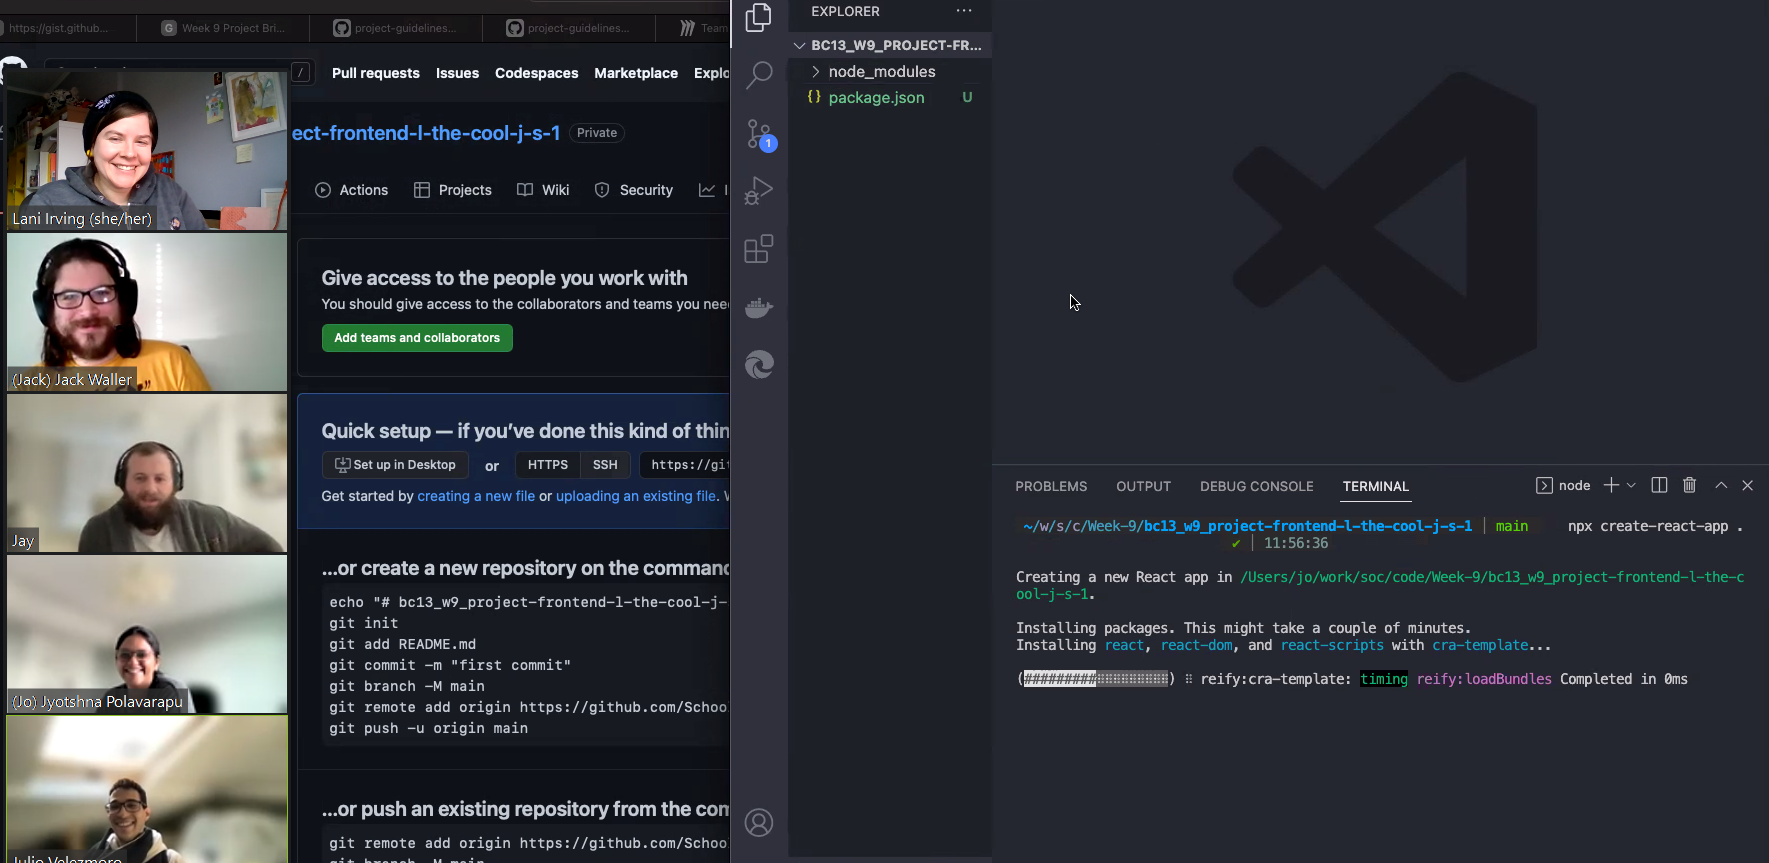 https://gist.github...
Week 9 Project Bri...
project-guidelines...
project-guidelines...
Team
/
Pull requests Issues Codespaces Marketplace Explo
ect-frontend-l-the-cool-j-s-1 Private
Actions Projects Wiki Security
Give access to the people you work with
You should give access to the collaborators and teams you nee
Add teams and collaborators
Quick setup — if you've done this kind of thin
Set up in Desktop or HTTPS SSH https://git
Get started by creating a new file or uploading an existing file. W
...or create a new repository on the command
echo "# bc13_w9_project-frontend-l-the-cool-j-
git init
git add README.md
git commit -m "first commit"
git branch -M main
git remote add origin https://github.com/Schoo
git push -u origin main
...or push an existing repository from the com
git remote add origin https://github.com/Schoo
git branch -M main
Lani Irving (she/her)
(Jack) Jack Waller
Jay
(Jo) Jyotshna Polavarapu
Julio Velezmoro
EXPLORER ...
BC13_W9_PROJECT-FR...
node_modules
{} package.json U
1
PROBLEMS OUTPUT DEBUG CONSOLE TERMINAL node
~/w/s/c/Week-9/bc13_w9_project-frontend-l-the-cool-j-s-1 | main npx create-react-app .
✔ | 11:56:36
Creating a new React app in /Users/jo/work/soc/code/Week-9/bc13_w9_project-frontend-l-the-c
ool-j-s-1.
Installing packages. This might take a couple of minutes.
Installing react, react-dom, and react-scripts with cra-template...
(#########⠂⠂⠂⠂⠂⠂⠂⠂⠂) ⠿ reify:cra-template: timing reify:loadBundles Completed in 0ms